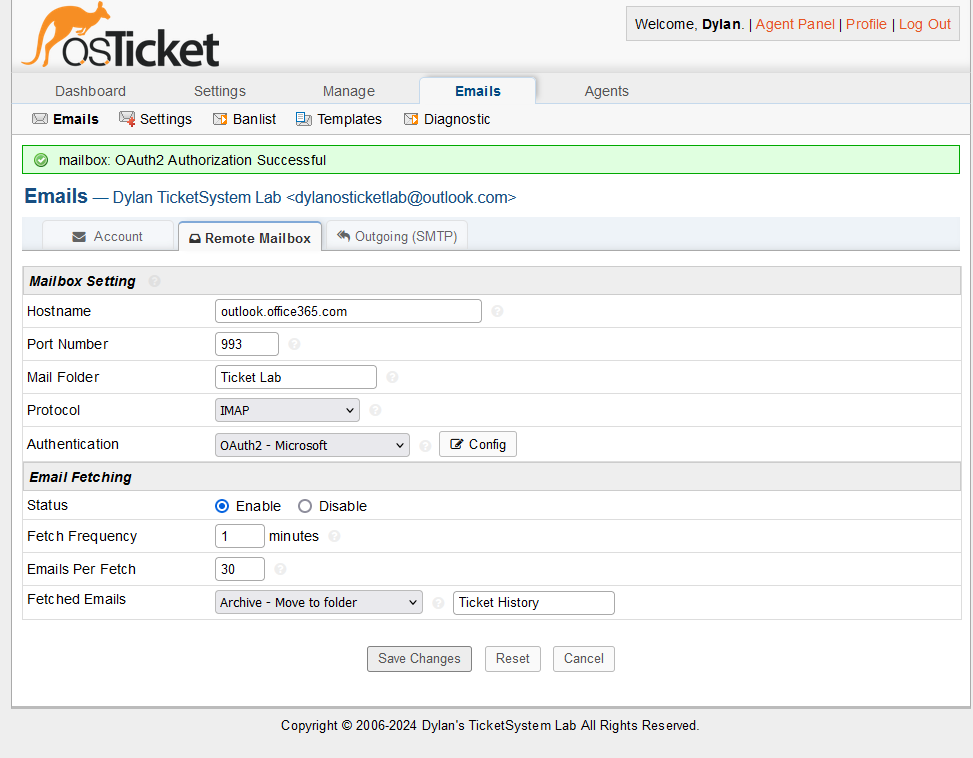 osTicket
Welcome, Dylan. | Agent Panel | Profile | Log Out
Dashboard Settings Manage Emails Agents
Emails Settings Banlist Templates Diagnostic
mailbox: OAuth2 Authorization Successful
Emails — Dylan TicketSystem Lab <dylanosticketlab@outlook.com>
Account Remote Mailbox Outgoing (SMTP)
Mailbox Setting ?
Hostname outlook.office365.com ?
Port Number 993 ?
Mail Folder Ticket Lab ?
Protocol IMAP ?
Authentication OAuth2 - Microsoft ? Config
Email Fetching
Status Enable Disable
Fetch Frequency 1 minutes ?
Emails Per Fetch 30 ?
Fetched Emails Archive - Move to folder ? Ticket History
Save Changes Reset Cancel
Copyright © 2006-2024 Dylan's TicketSystem Lab All Rights Reserved.